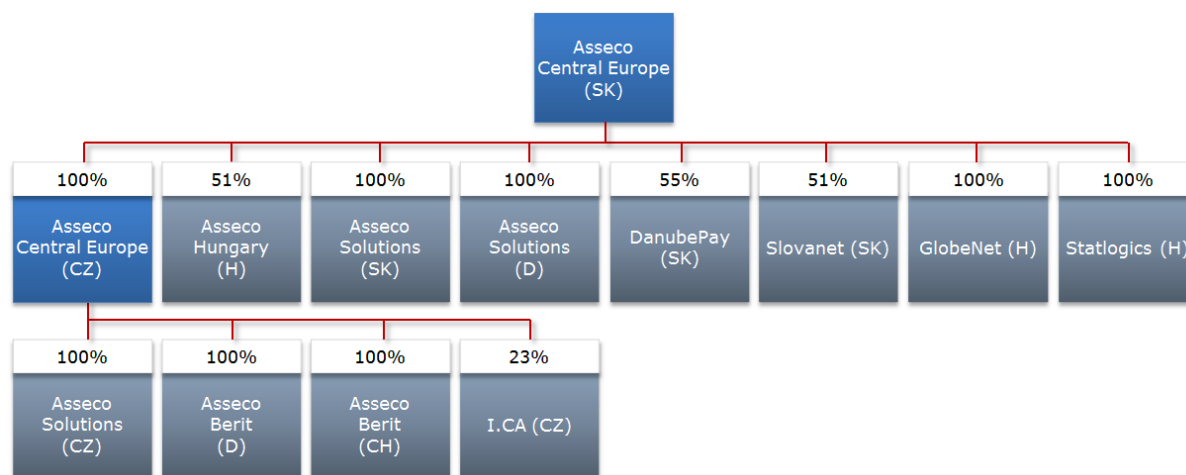 Asseco
Central Europe
(SK)
100%
51%
100%
100%
55%
51%
100%
100%
Asseco
Central Europe
(CZ)
Asseco
Hungary
(H)
Asseco
Solutions
(SK)
Asseco
Solutions
(D)
DanubePay
(SK)
Slovanet (SK)
GlobeNet (H)
Statlogics (H)
100%
100%
100%
23%
Asseco
Solutions
(CZ)
Asseco
Berit
(D)
Asseco
Berit
(CH)
I.CA (CZ)